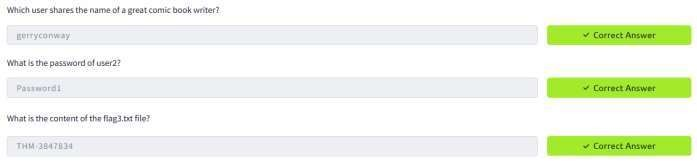 Which user shares the name of a great comic book writer?
gerryconway
✓ Correct Answer
What is the password of user2?
Password1
✓ Correct Answer
What is the content of the flag3.txt file?
THM-3847834
✓ Correct Answer